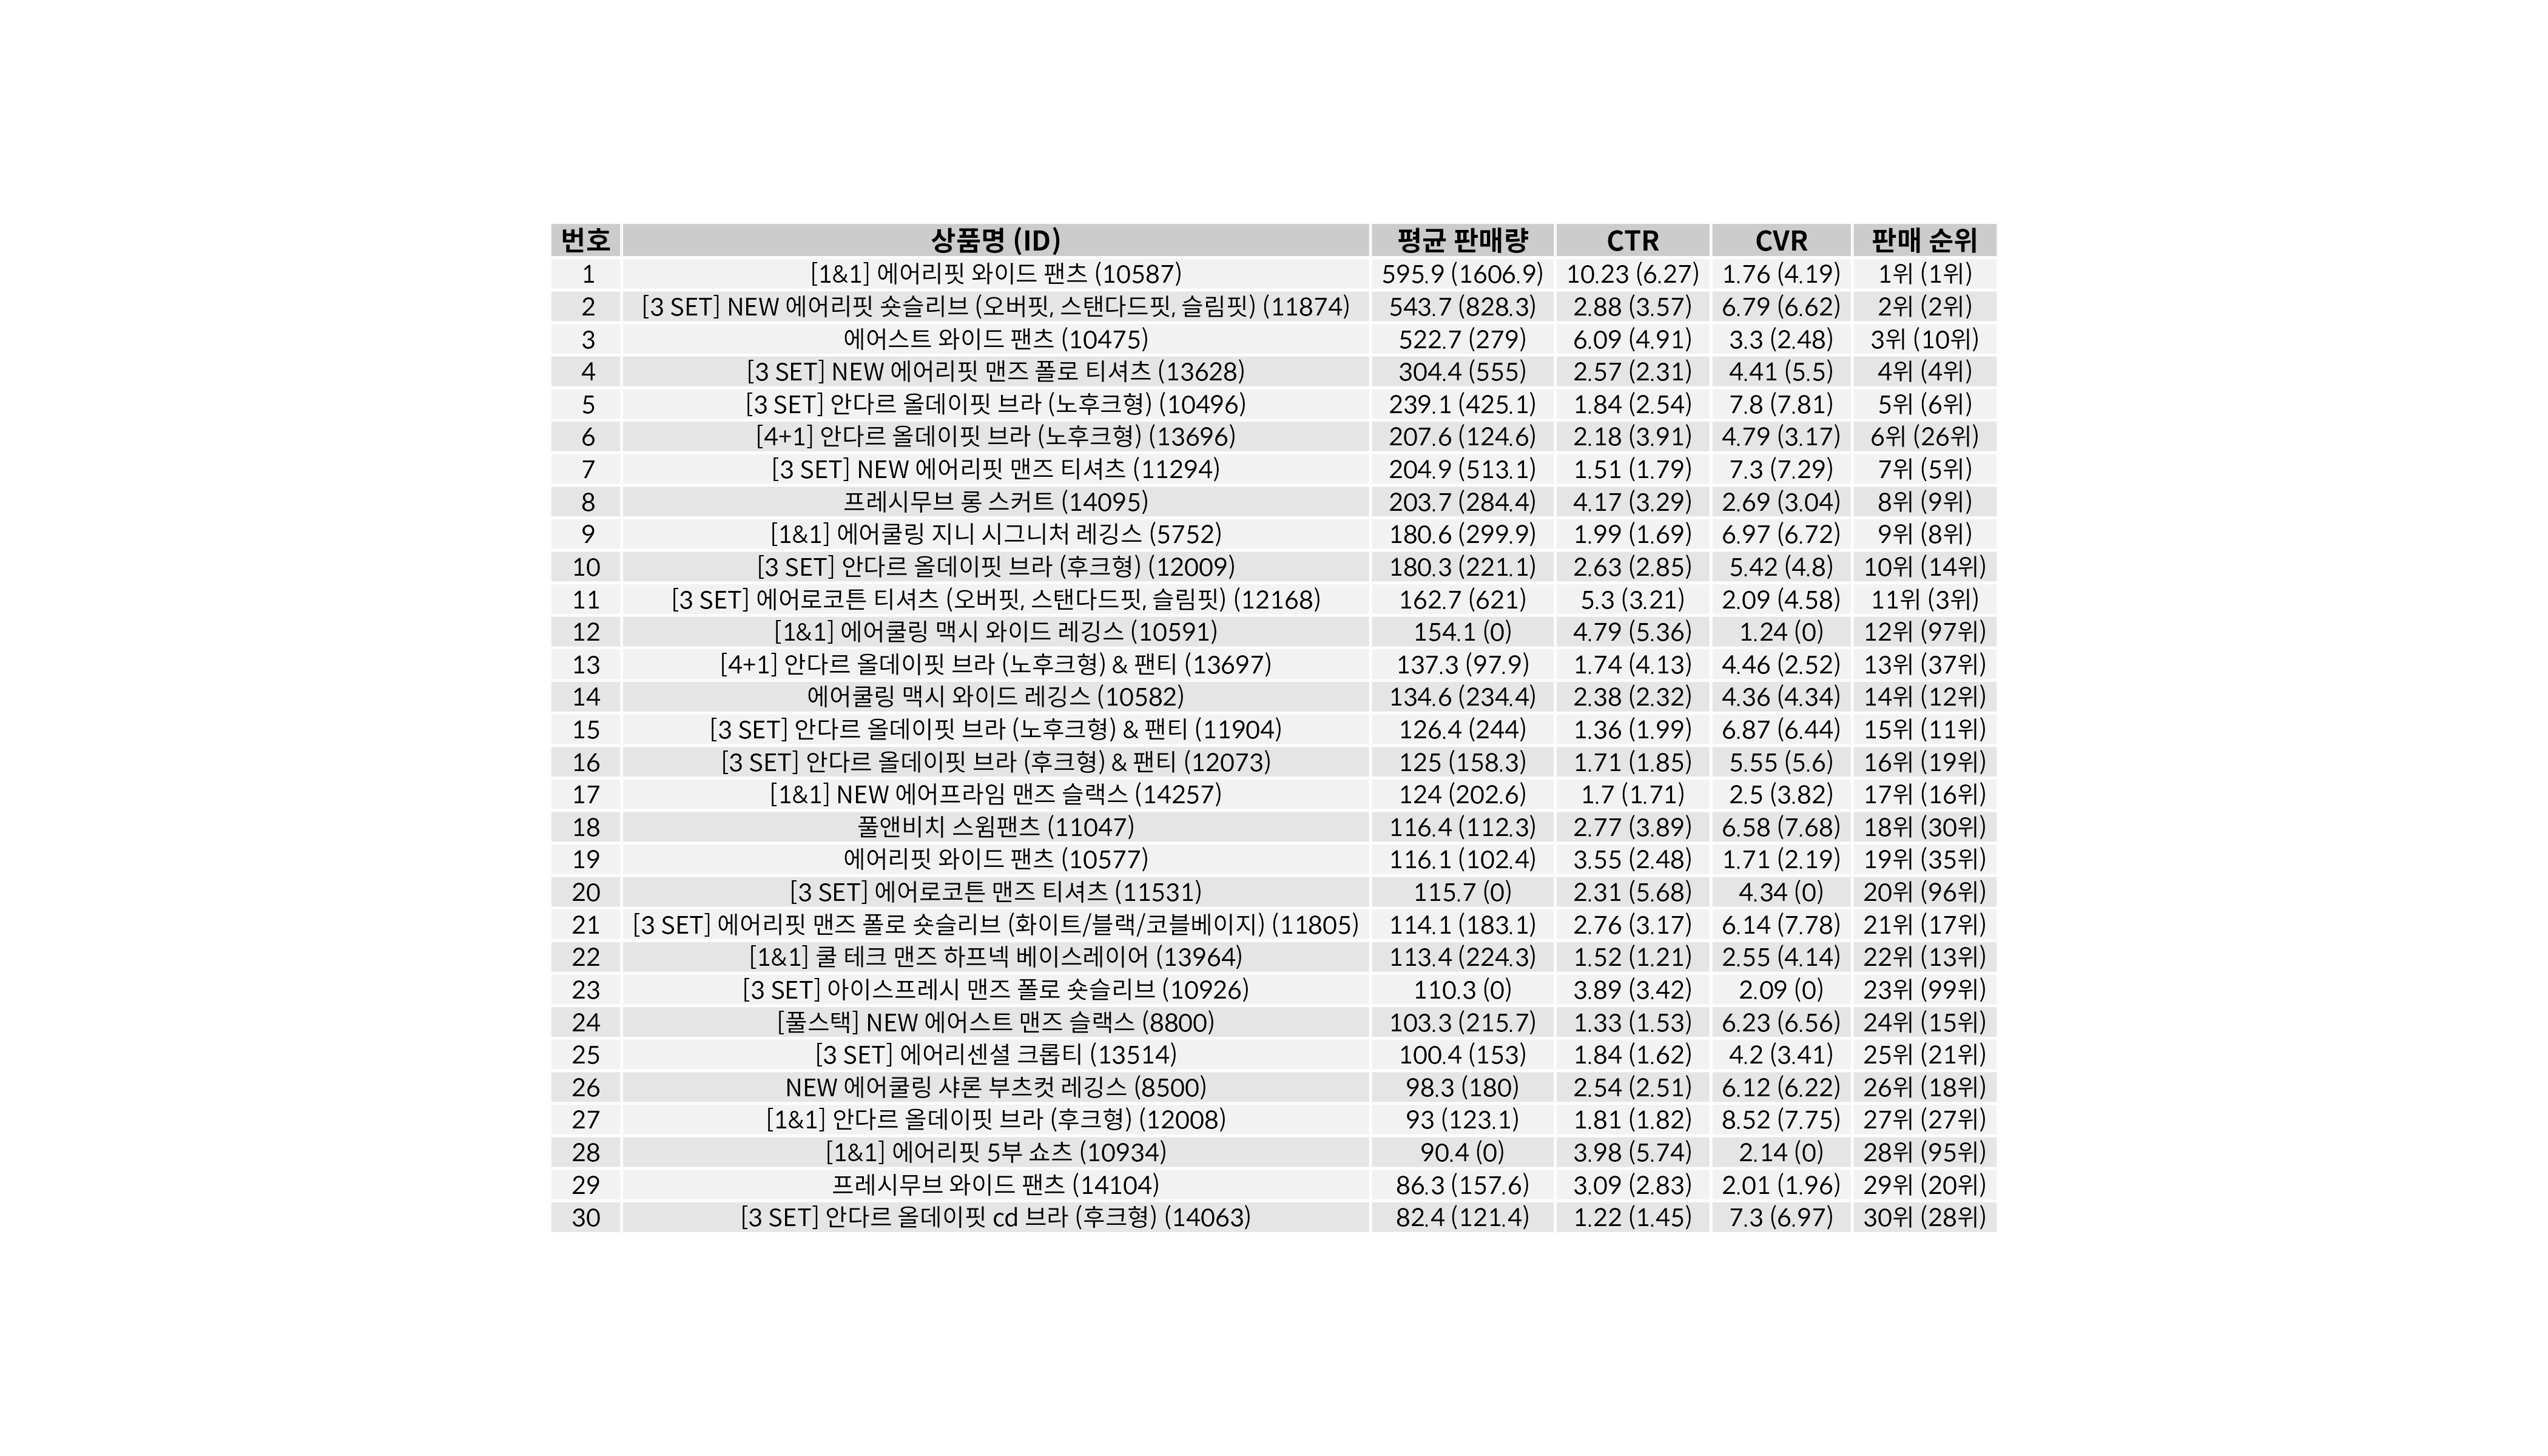 번호 상품명 (ID) 평균 판매량 CTR CVR 판매 순위
1 [1&1] 에어리핏 와이드 팬츠 (10587) 595.9 (1606.9) 10.23 (6.27) 1.76 (4.19) 1위 (1위)
2 [3 SET] NEW 에어리핏 숏슬리브 (오버핏, 스탠다드핏, 슬림핏) (11874) 543.7 (828.3) 2.88 (3.57) 6.79 (6.62) 2위 (2위)
3 에어스트 와이드 팬츠 (10475) 522.7 (279) 6.09 (4.91) 3.3 (2.48) 3위 (10위)
4 [3 SET] NEW 에어리핏 맨즈 폴로 티셔츠 (13628) 304.4 (555) 2.57 (2.31) 4.41 (5.5) 4위 (4위)
5 [3 SET] 안다르 올데이핏 브라 (노후크형) (10496) 239.1 (425.1) 1.84 (2.54) 7.8 (7.81) 5위 (6위)
6 [4+1] 안다르 올데이핏 브라 (노후크형) (13696) 207.6 (124.6) 2.18 (3.91) 4.79 (3.17) 6위 (26위)
7 [3 SET] NEW 에어리핏 맨즈 티셔츠 (11294) 204.9 (513.1) 1.51 (1.79) 7.3 (7.29) 7위 (5위)
8 프레시무브 롱 스커트 (14095) 203.7 (284.4) 4.17 (3.29) 2.69 (3.04) 8위 (9위)
9 [1&1] 에어쿨링 지니 시그니처 레깅스 (5752) 180.6 (299.9) 1.99 (1.69) 6.97 (6.72) 9위 (8위)
10 [3 SET] 안다르 올데이핏 브라 (후크형) (12009) 180.3 (221.1) 2.63 (2.85) 5.42 (4.8) 10위 (14위)
11 [3 SET] 에어로코튼 티셔츠 (오버핏, 스탠다드핏, 슬림핏) (12168) 162.7 (621) 5.3 (3.21) 2.09 (4.58) 11위 (3위)
12 [1&1] 에어쿨링 맥시 와이드 레깅스 (10591) 154.1 (0) 4.79 (5.36) 1.24 (0) 12위 (97위)
13 [4+1] 안다르 올데이핏 브라 (노후크형) & 팬티 (13697) 137.3 (97.9) 1.74 (4.13) 4.46 (2.52) 13위 (37위)
14 에어쿨링 맥시 와이드 레깅스 (10582) 134.6 (234.4) 2.38 (2.32) 4.36 (4.34) 14위 (12위)
15 [3 SET] 안다르 올데이핏 브라 (노후크형) & 팬티 (11904) 126.4 (244) 1.36 (1.99) 6.87 (6.44) 15위 (11위)
16 [3 SET] 안다르 올데이핏 브라 (후크형) & 팬티 (12073) 125 (158.3) 1.71 (1.85) 5.55 (5.6) 16위 (19위)
17 [1&1] NEW 에어프라임 맨즈 슬랙스 (14257) 124 (202.6) 1.7 (1.71) 2.5 (3.82) 17위 (16위)
18 풀앤비치 스윔팬츠 (11047) 116.4 (112.3) 2.77 (3.89) 6.58 (7.68) 18위 (30위)
19 에어리핏 와이드 팬츠 (10577) 116.1 (102.4) 3.55 (2.48) 1.71 (2.19) 19위 (35위)
20 [3 SET] 에어로코튼 맨즈 티셔츠 (11531) 115.7 (0) 2.31 (5.68) 4.34 (0) 20위 (96위)
21 [3 SET] 에어리핏 맨즈 폴로 숏슬리브 (화이트/블랙/코블베이지) (11805) 114.1 (183.1) 2.76 (3.17) 6.14 (7.78) 21위 (17위)
22 [1&1] 쿨 테크 맨즈 하프넥 베이스레이어 (13964) 113.4 (224.3) 1.52 (1.21) 2.55 (4.14) 22위 (13위)
23 [3 SET] 아이스프레시 맨즈 폴로 숏슬리브 (10926) 110.3 (0) 3.89 (3.42) 2.09 (0) 23위 (99위)
24 [풀스택] NEW 에어스트 맨즈 슬랙스 (8800) 103.3 (215.7) 1.33 (1.53) 6.23 (6.56) 24위 (15위)
25 [3 SET] 에어리센셜 크롭티 (13514) 100.4 (153) 1.84 (1.62) 4.2 (3.41) 25위 (21위)
26 NEW 에어쿨링 샤론 부츠컷 레깅스 (8500) 98.3 (180) 2.54 (2.51) 6.12 (6.22) 26위 (18위)
27 [1&1] 안다르 올데이핏 브라 (후크형) (12008) 93 (123.1) 1.81 (1.82) 8.52 (7.75) 27위 (27위)
28 [1&1] 에어리핏 5부 쇼츠 (10934) 90.4 (0) 3.98 (5.74) 2.14 (0) 28위 (95위)
29 프레시무브 와이드 팬츠 (14104) 86.3 (157.6) 3.09 (2.83) 2.01 (1.96) 29위 (20위)
30 [3 SET] 안다르 올데이핏 cd 브라 (후크형) (14063) 82.4 (121.4) 1.22 (1.45) 7.3 (6.97) 30위 (28위)